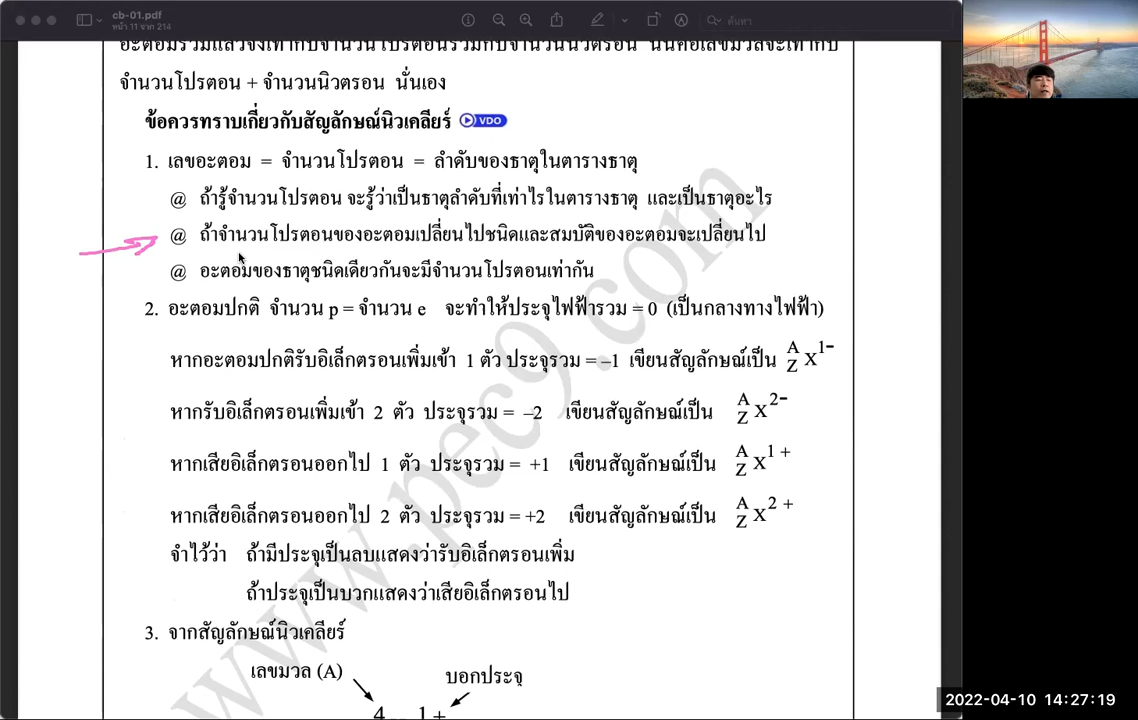 cb-01.pdf
หน้า 11 จาก 214
ค้นหา
อะตอมรวมแล้วจึงเท่ากับจำนวนโปรตอนรวมกับจำนวนนิวตรอน นั่นคือเลขมวลจะเท่ากับ
จำนวนโปรตอน + จำนวนนิวตรอน นั่นเอง
ข้อควรทราบเกี่ยวกับสัญลักษณ์นิวเคลียร์ VDO
1. เลขอะตอม = จำนวนโปรตอน = ลำดับของธาตุในตารางธาตุ
@ ถ้ารู้จำนวนโปรตอน จะรู้ว่าเป็นธาตุลำดับที่เท่าไรในตารางธาตุ และเป็นธาตุอะไร
@ ถ้าจำนวนโปรตอนของอะตอมเปลี่ยนไปชนิดและสมบัติของอะตอมจะเปลี่ยนไป
@ อะตอมของธาตุชนิดเดียวกันจะมีจำนวนโปรตอนเท่ากัน
2. อะตอมปกติ จำนวน p = จำนวน e จะทำให้ประจุไฟฟ้ารวม = 0 (เป็นกลางทางไฟฟ้า)
หากอะตอมปกติรับอิเล็กตรอนเพิ่มเข้า 1 ตัว ประจุรวม = –1 เขียนสัญลักษณ์เป็น A Z X 1–
หากรับอิเล็กตรอนเพิ่มเข้า 2 ตัว ประจุรวม = –2 เขียนสัญลักษณ์เป็น A Z X 2–
หากเสียอิเล็กตรอนออกไป 1 ตัว ประจุรวม = +1 เขียนสัญลักษณ์เป็น A Z X 1 +
หากเสียอิเล็กตรอนออกไป 2 ตัว ประจุรวม = +2 เขียนสัญลักษณ์เป็น A Z X 2 +
จำไว้ว่า ถ้ามีประจุเป็นลบแสดงว่ารับอิเล็กตรอนเพิ่ม
ถ้าประจุเป็นบวกแสดงว่าเสียอิเล็กตรอนไป
3. จากสัญลักษณ์นิวเคลียร์
เลขมวล (A)
บอกประจุ
4 1 +
www.pec9.com
2022-04-10 14:27:19